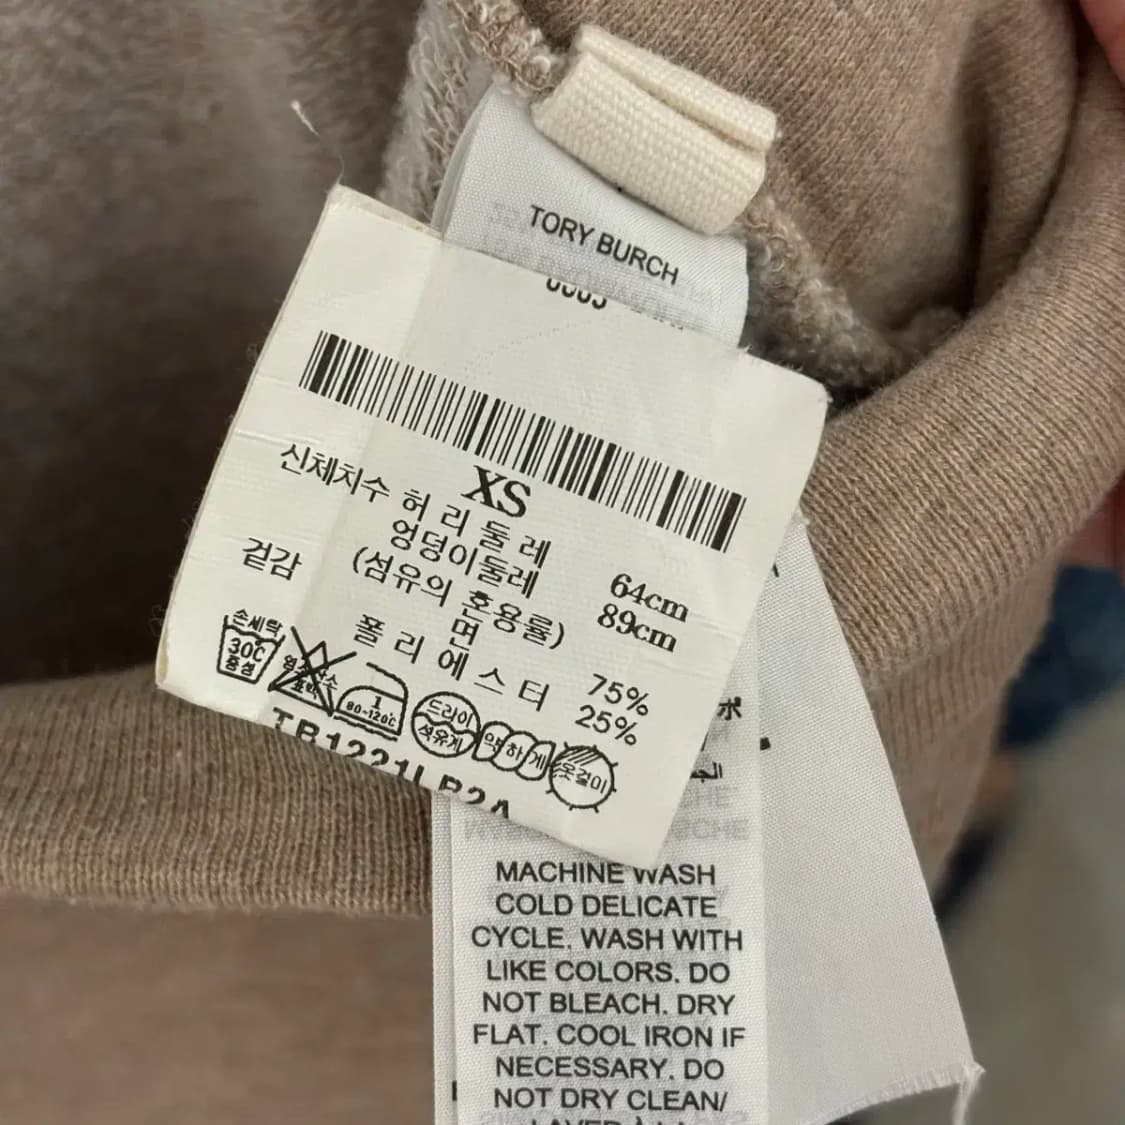 TORY BURCH
XS
신체치수 허 리 둘 레 64cm
엉덩이둘레 89cm
겉감 (섬유의 혼용률)
면 75%
폴 리 에 스 터 25%
손세탁
30℃
중성
1
80~120℃
드라이
석유계
약하게
옷걸이
TB1221LB2A
MACHINE WASH
COLD DELICATE
CYCLE. WASH WITH
LIKE COLORS. DO
NOT BLEACH. DRY
FLAT. COOL IRON IF
NECESSARY. DO
NOT DRY CLEAN/